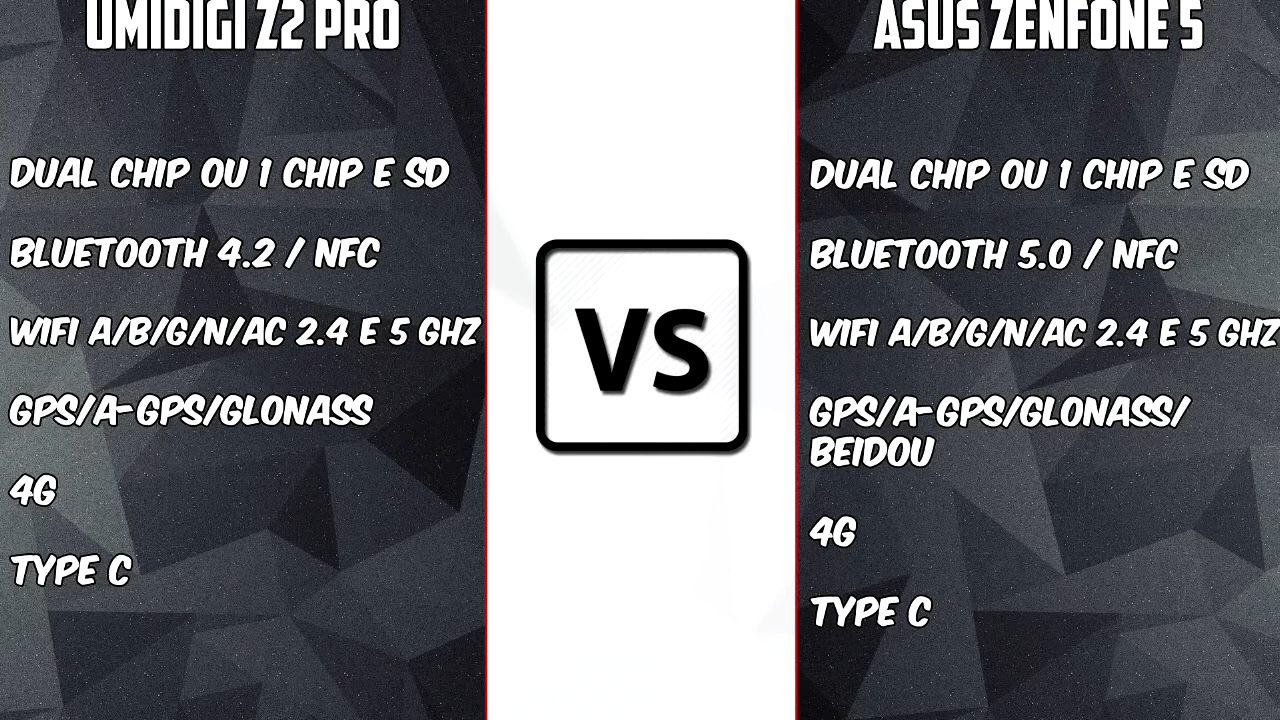 UMIDIGI Z2 PRO
DUAL CHIP OU 1 CHIP E SD
BLUETOOTH 4.2 / NFC
WIFI A/B/G/N/AC 2.4 E 5 GHZ
GPS/A-GPS/GLONASS
4G
TYPE C
VS
ASUS ZENFONE 5
DUAL CHIP OU 1 CHIP E SD
BLUETOOTH 5.0 / NFC
WIFI A/B/G/N/AC 2.4 E 5 GHZ
GPS/A-GPS/GLONASS/
BEIDOU
4G
TYPE C